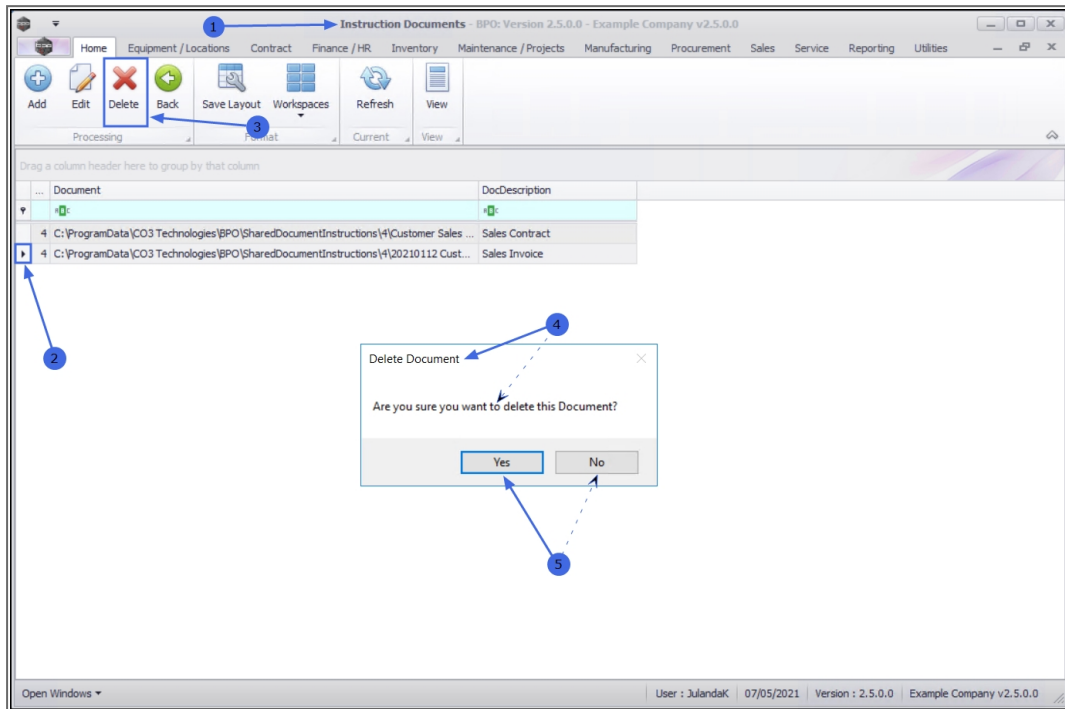 1
Instruction Documents - BPO: Version 2.5.0.0 - Example Company v2.5.0.0
Home Equipment / Locations Contract Finance / HR Inventory Maintenance / Projects Manufacturing Procurement Sales Service Reporting Utilities
Add Edit Delete Back Save Layout Workspaces Refresh View
3
Processing Format Current View
Drag a column header here to group by that column
... Document DocDescription
4 C:\ProgramData\CO3 Technologies\BPO\SharedDocumentInstructions\4\Customer Sales ... Sales Contract
4 C:\ProgramData\CO3 Technologies\BPO\SharedDocumentInstructions\4\20210112 Cust... Sales Invoice
2
4
Delete Document
Are you sure you want to delete this Document?
Yes No
5
Open Windows User : JulandaK 07/05/2021 Version : 2.5.0.0 Example Company v2.5.0.0